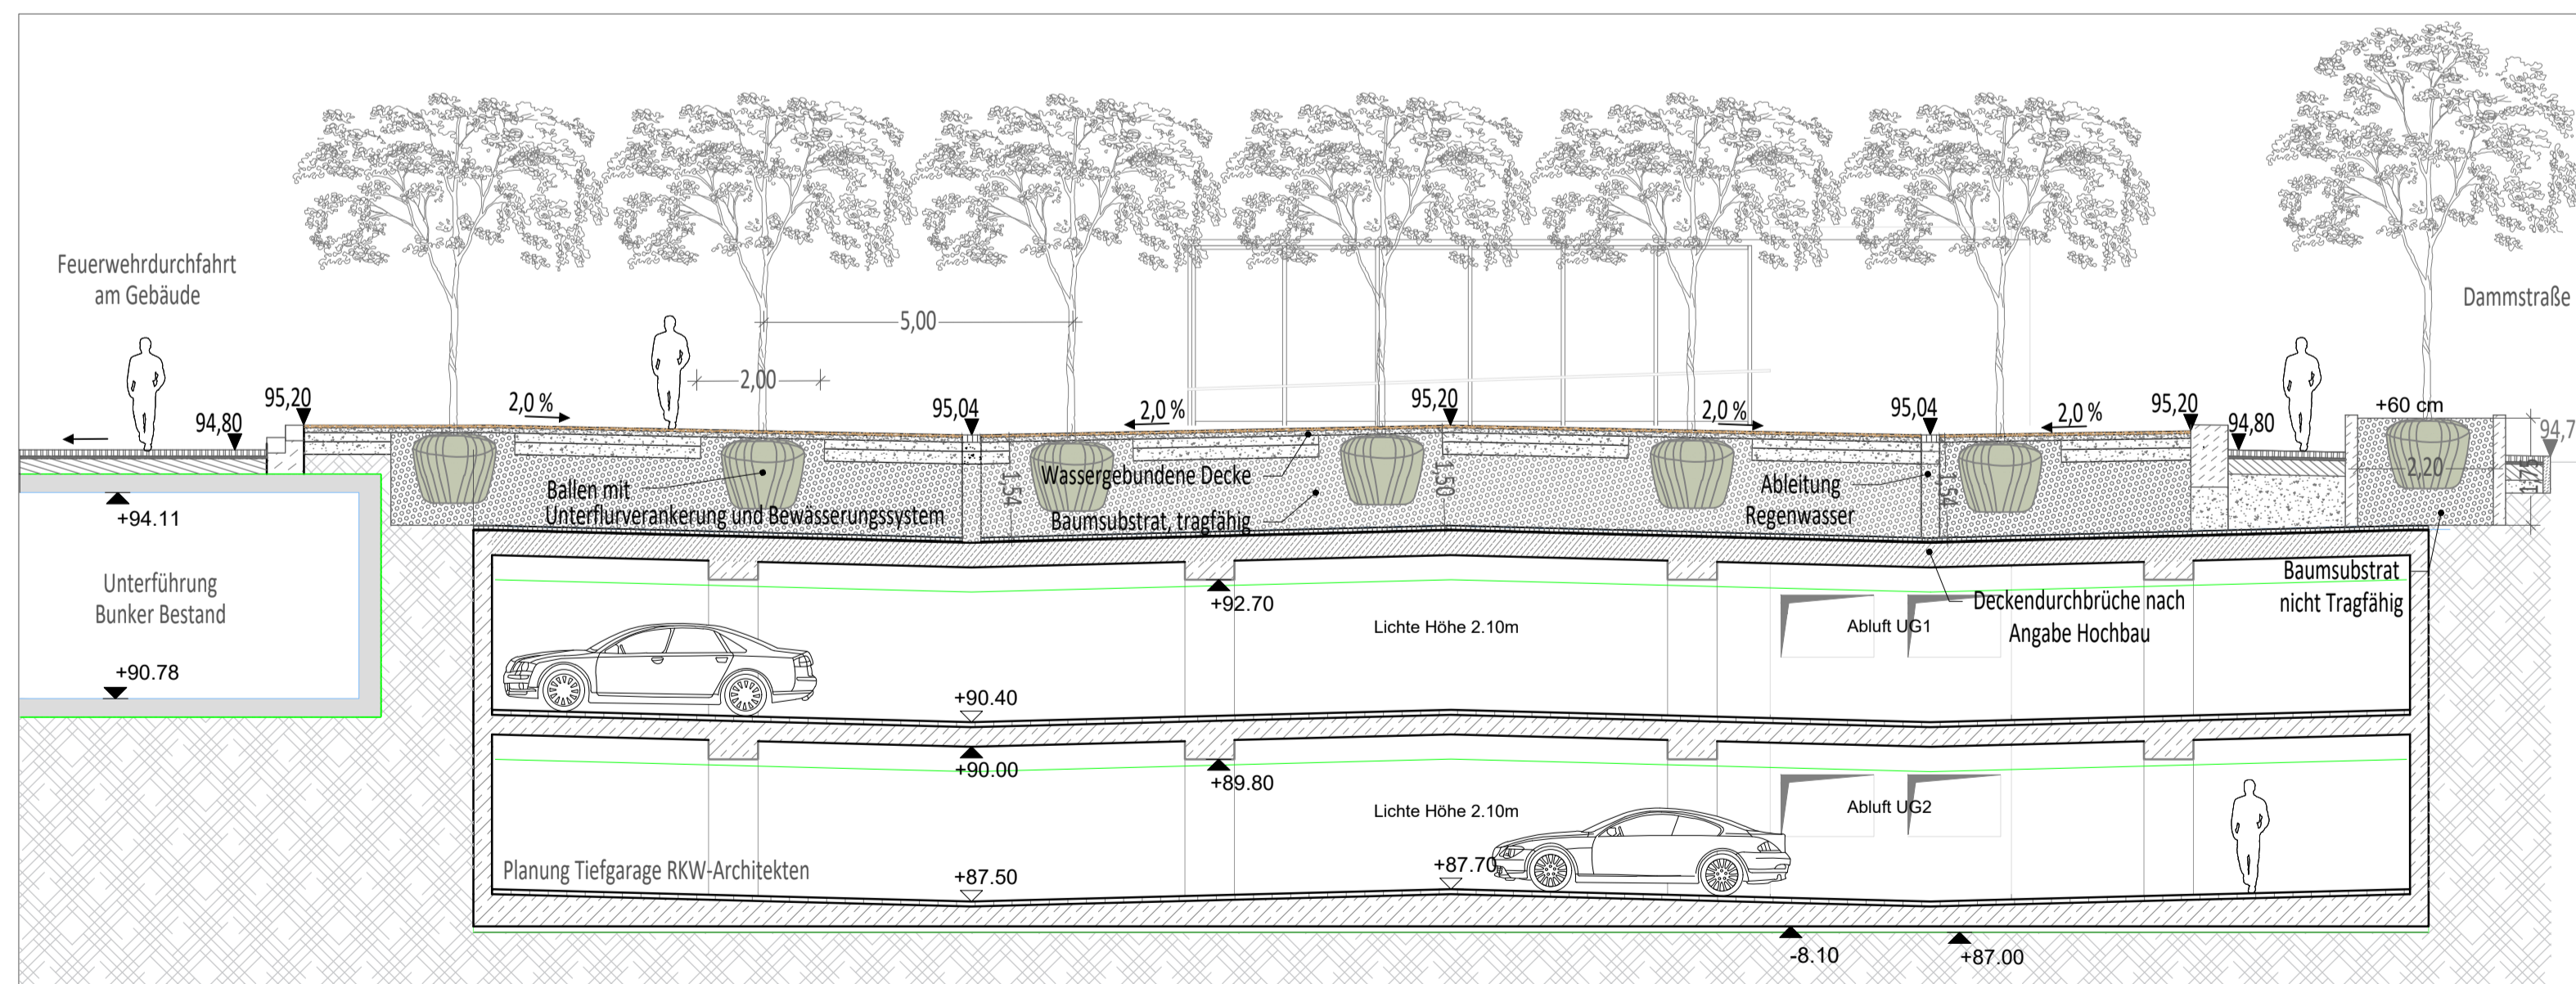 Feuerwehrdurchfahrt
am Gebäude
Dammstraße
5,00
2,00
95,20
94,80
2,0 %
95,04
2,0 %
95,20
2,0 %
95,04
2,0 %
95,20
94,80
+60 cm
2,20
1,54
1,50
1,54
Wassergebundene Decke
Ballen mit
Unterflurverankerung und Bewässerungssystem
Baumsubstrat, tragfähig
Ableitung
Regenwasser
+94.11
Unterführung
Bunker Bestand
+90.78
+92.70
Lichte Höhe 2.10m
Abluft UG1
Deckendurchbrüche nach
Angabe Hochbau
Baumsubstrat
nicht Tragfähig
+90.40
+90.00
+89.80
Lichte Höhe 2.10m
Abluft UG2
Planung Tiefgarage RKW-Architekten
+87.50
+87.70
-8.10
+87.00